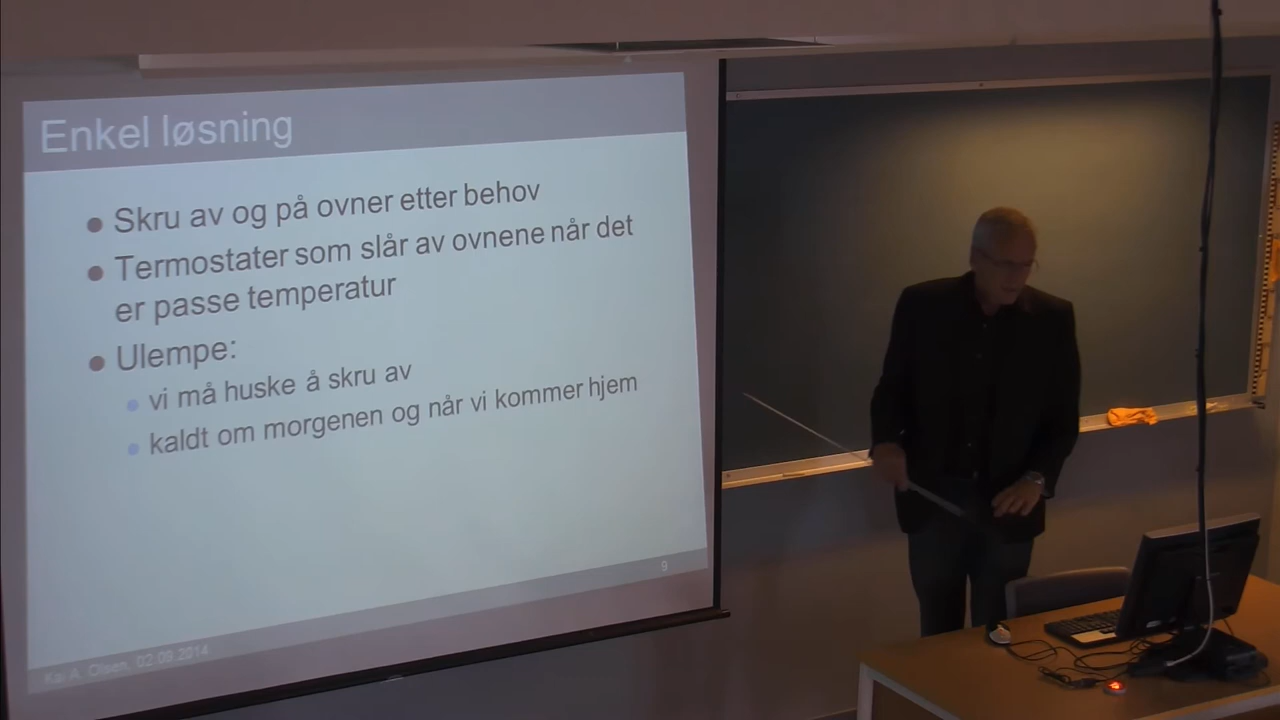 Enkel løsning
Skru av og på ovner etter behov
Termostater som slår av ovnene når det
er passe temperatur
Ulempe:
vi må huske å skru av
kaldt om morgenen og når vi kommer hjem
9
Kai A. Olsen, 02.09.2014